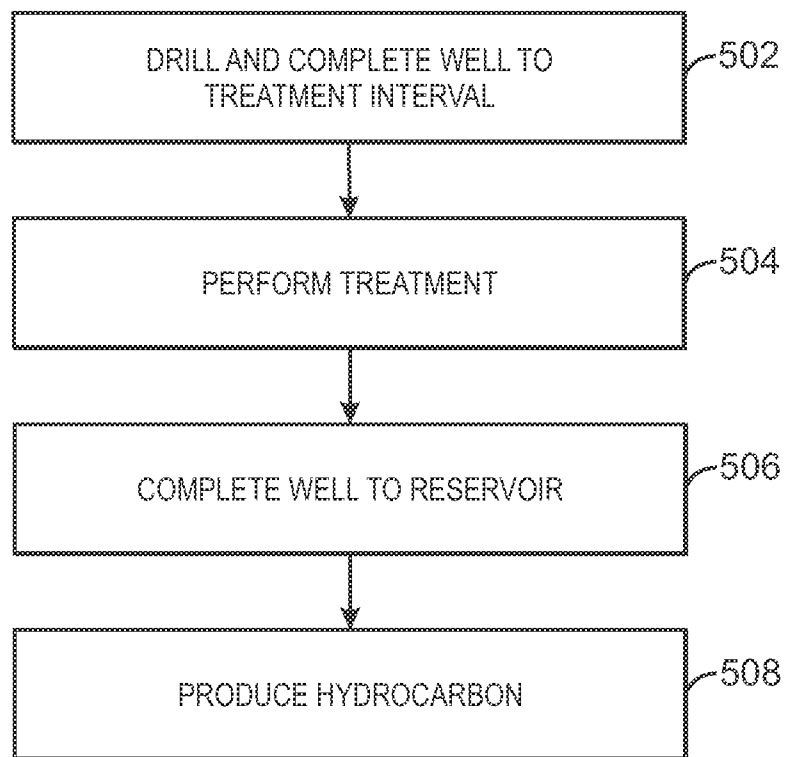 DRILL AND COMPLETE WELL TO
TREATMENT INTERVAL
502
PERFORM TREATMENT
504
COMPLETE WELL TO RESERVOIR
506
PRODUCE HYDROCARBON
508